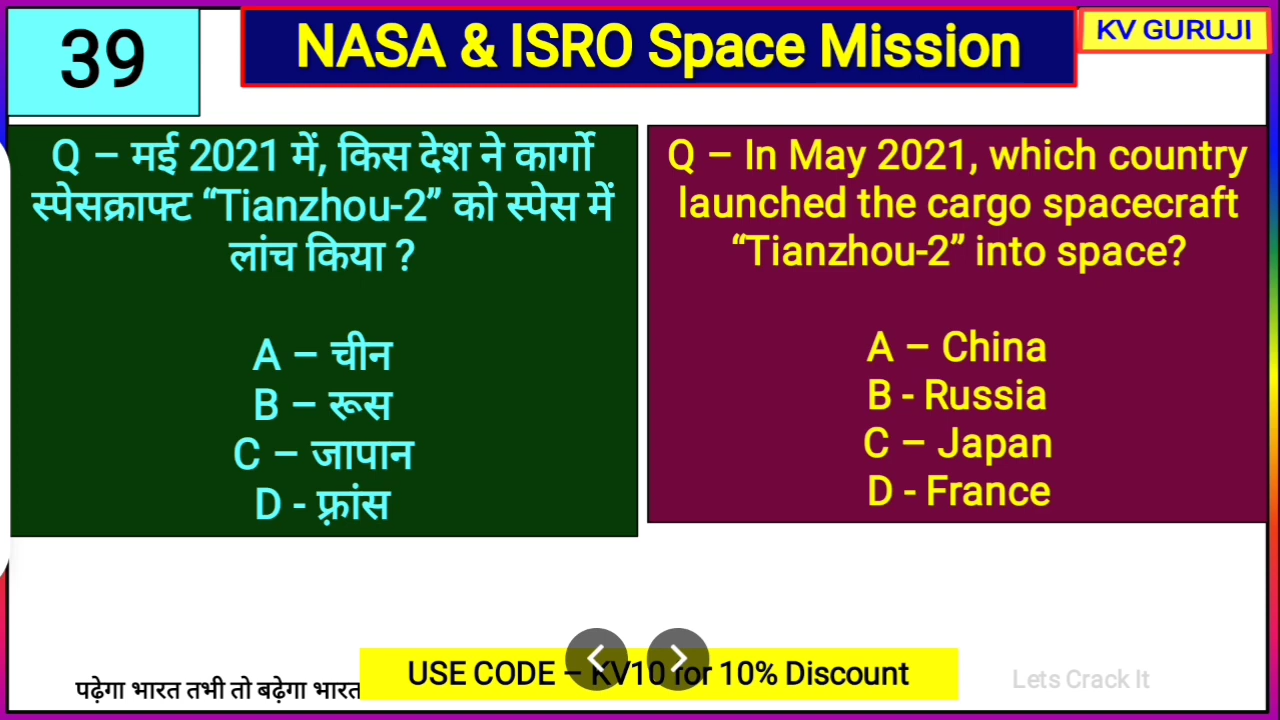 39
NASA & ISRO Space Mission
KV GURUJI
Q – मई 2021 में, किस देश ने कार्गो
स्पेसक्राफ्ट “Tianzhou-2” को स्पेस में
लांच किया ?
A – चीन
B – रूस
C – जापान
D - फ़्रांस
Q – In May 2021, which country
launched the cargo spacecraft
“Tianzhou-2” into space?
A – China
B - Russia
C – Japan
D - France
पढ़ेगा भारत तभी तो बढ़ेगा भारत
USE CODE – KV10 for 10% Discount
Lets Crack It